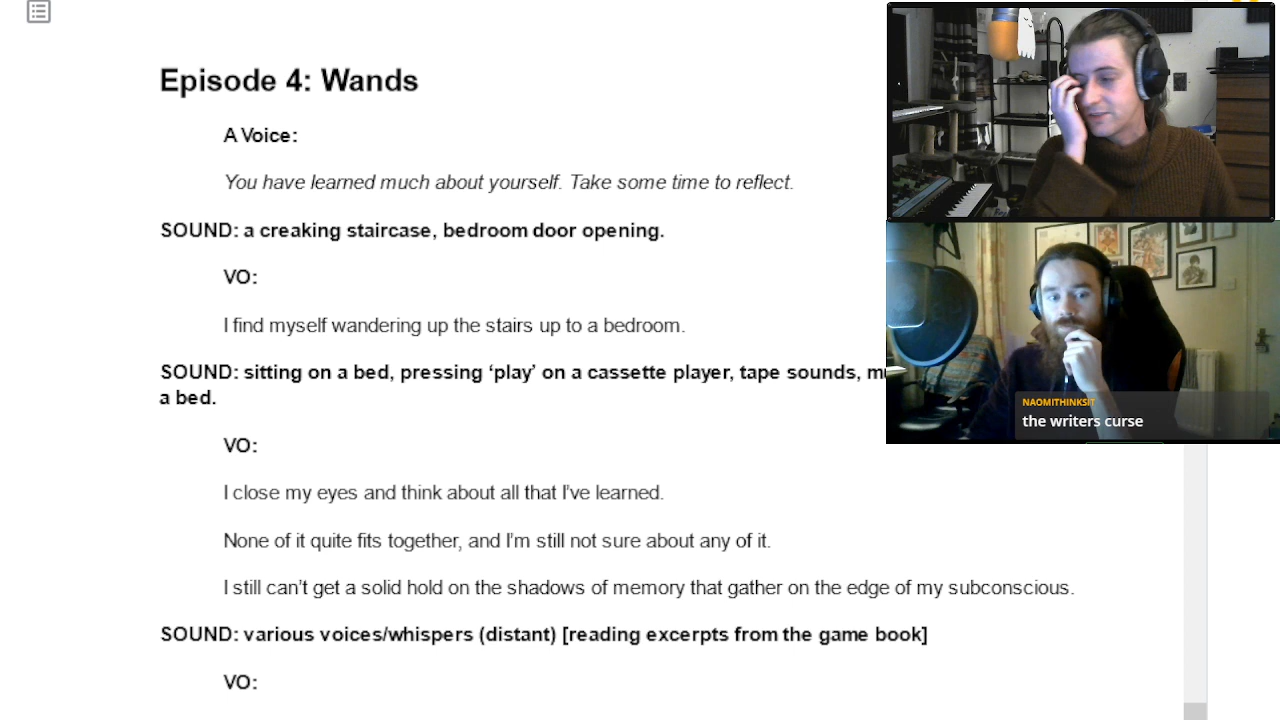 Episode 4: Wands
A Voice:
You have learned much about yourself. Take some time to reflect.
SOUND: a creaking staircase, bedroom door opening.
VO:
I find myself wandering up the stairs up to a bedroom.
SOUND: sitting on a bed, pressing ‘play’ on a cassette player, tape sounds,
a bed.
VO:
I close my eyes and think about all that I’ve learned.
None of it quite fits together, and I’m still not sure about any of it.
I still can’t get a solid hold on the shadows of memory that gather on the edge of my subconscious.
SOUND: various voices/whispers (distant) [reading excerpts from the game book]
VO:
NAOMITHINKSIT
the writers curse